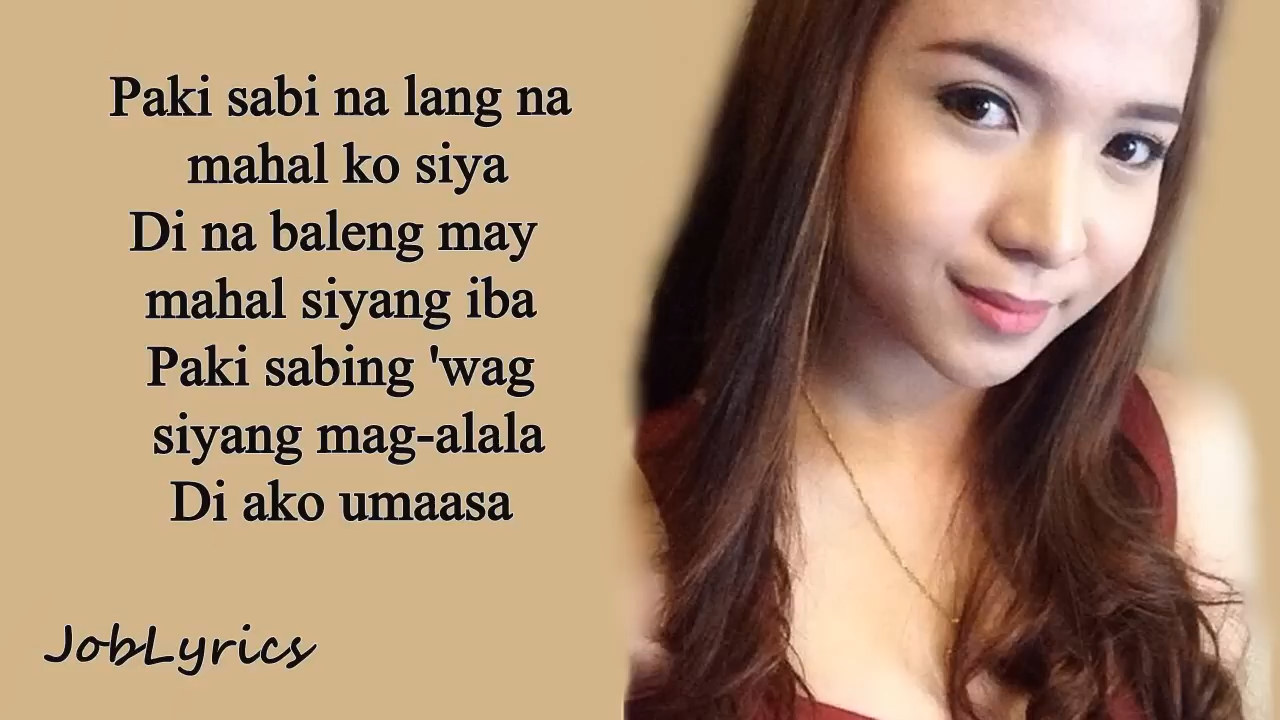 Paki sabi na lang na
mahal ko siya
Di na baleng may
mahal siyang iba
Paki sabing 'wag
siyang mag-alala
Di ako umaasa
JobLyrics